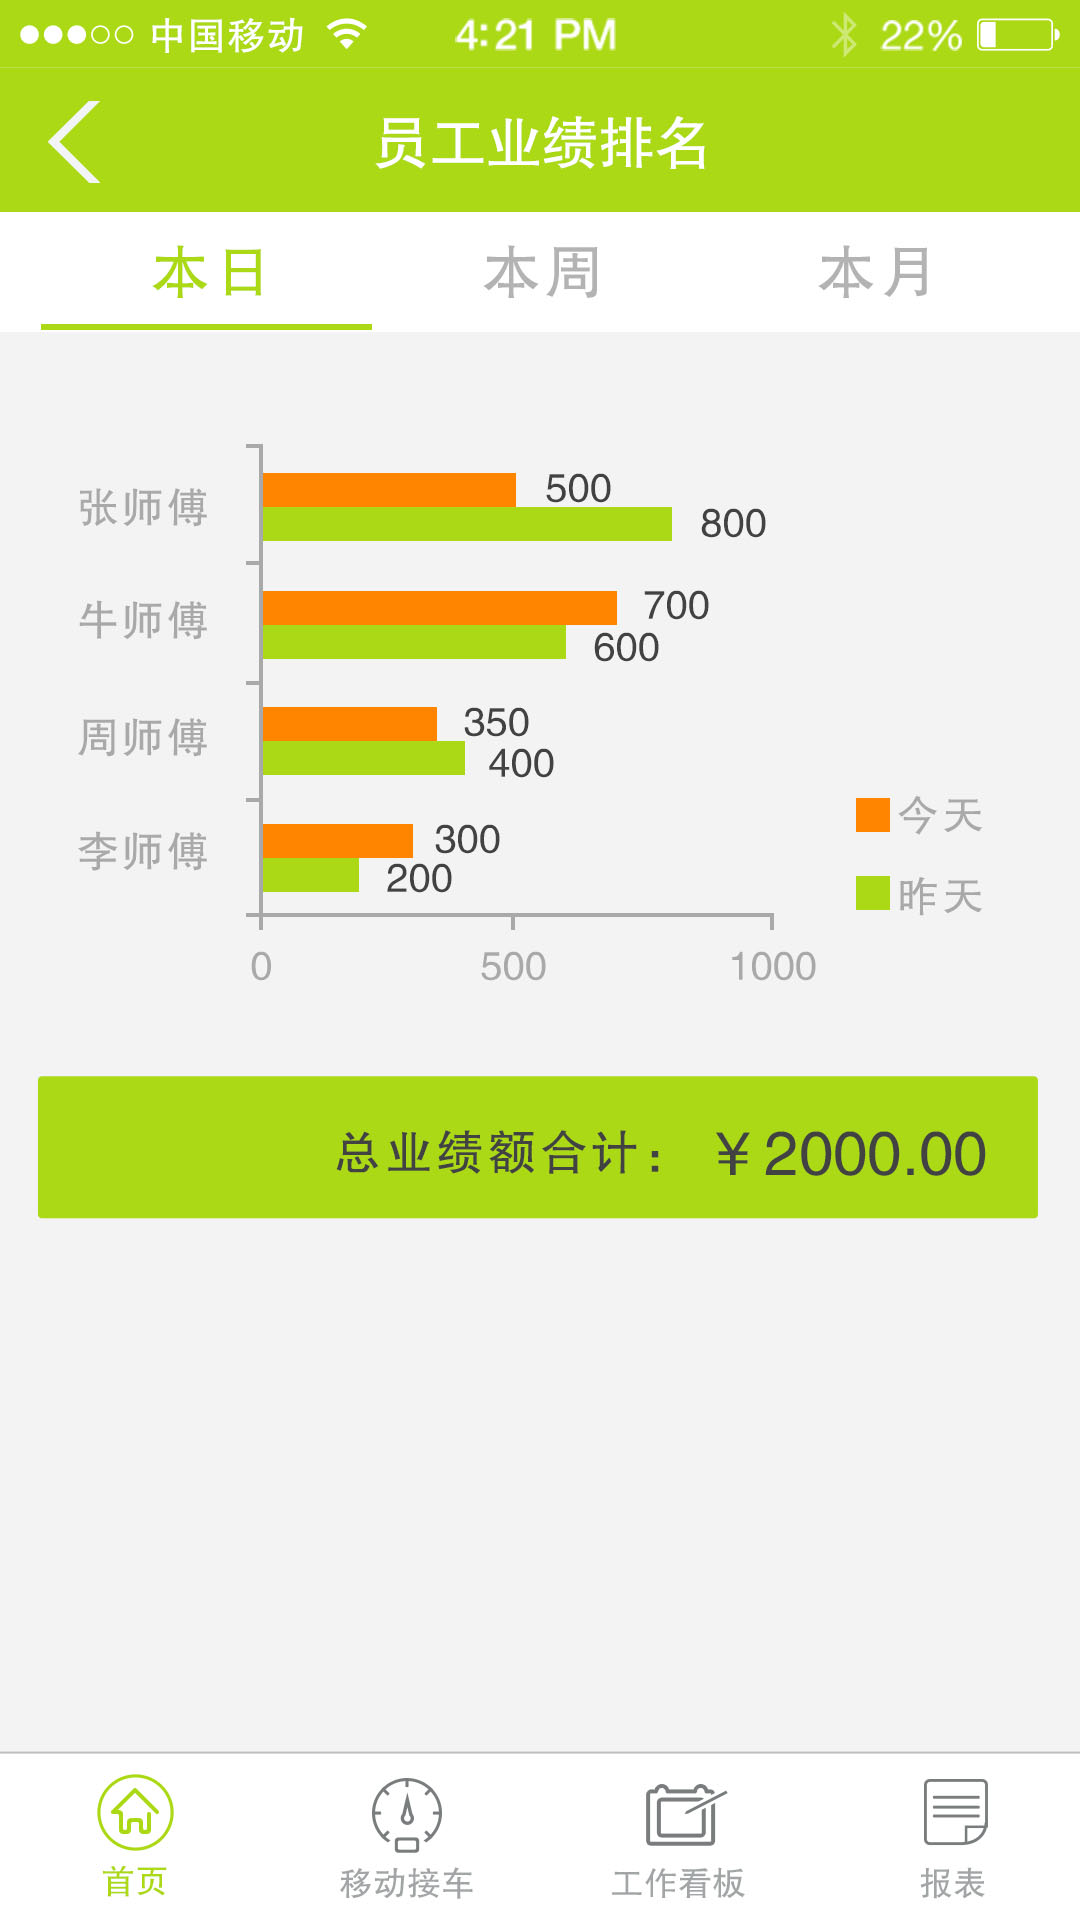 中国移动 4:21 PM 22%
员工业绩排名
本日 本周 本月
张师傅 500
800
牛师傅 700
600
周师傅 350
400
李师傅 300
200
今天
昨天
0 500 1000
总业绩额合计： ￥2000.00
首页 移动接车 工作看板 报表